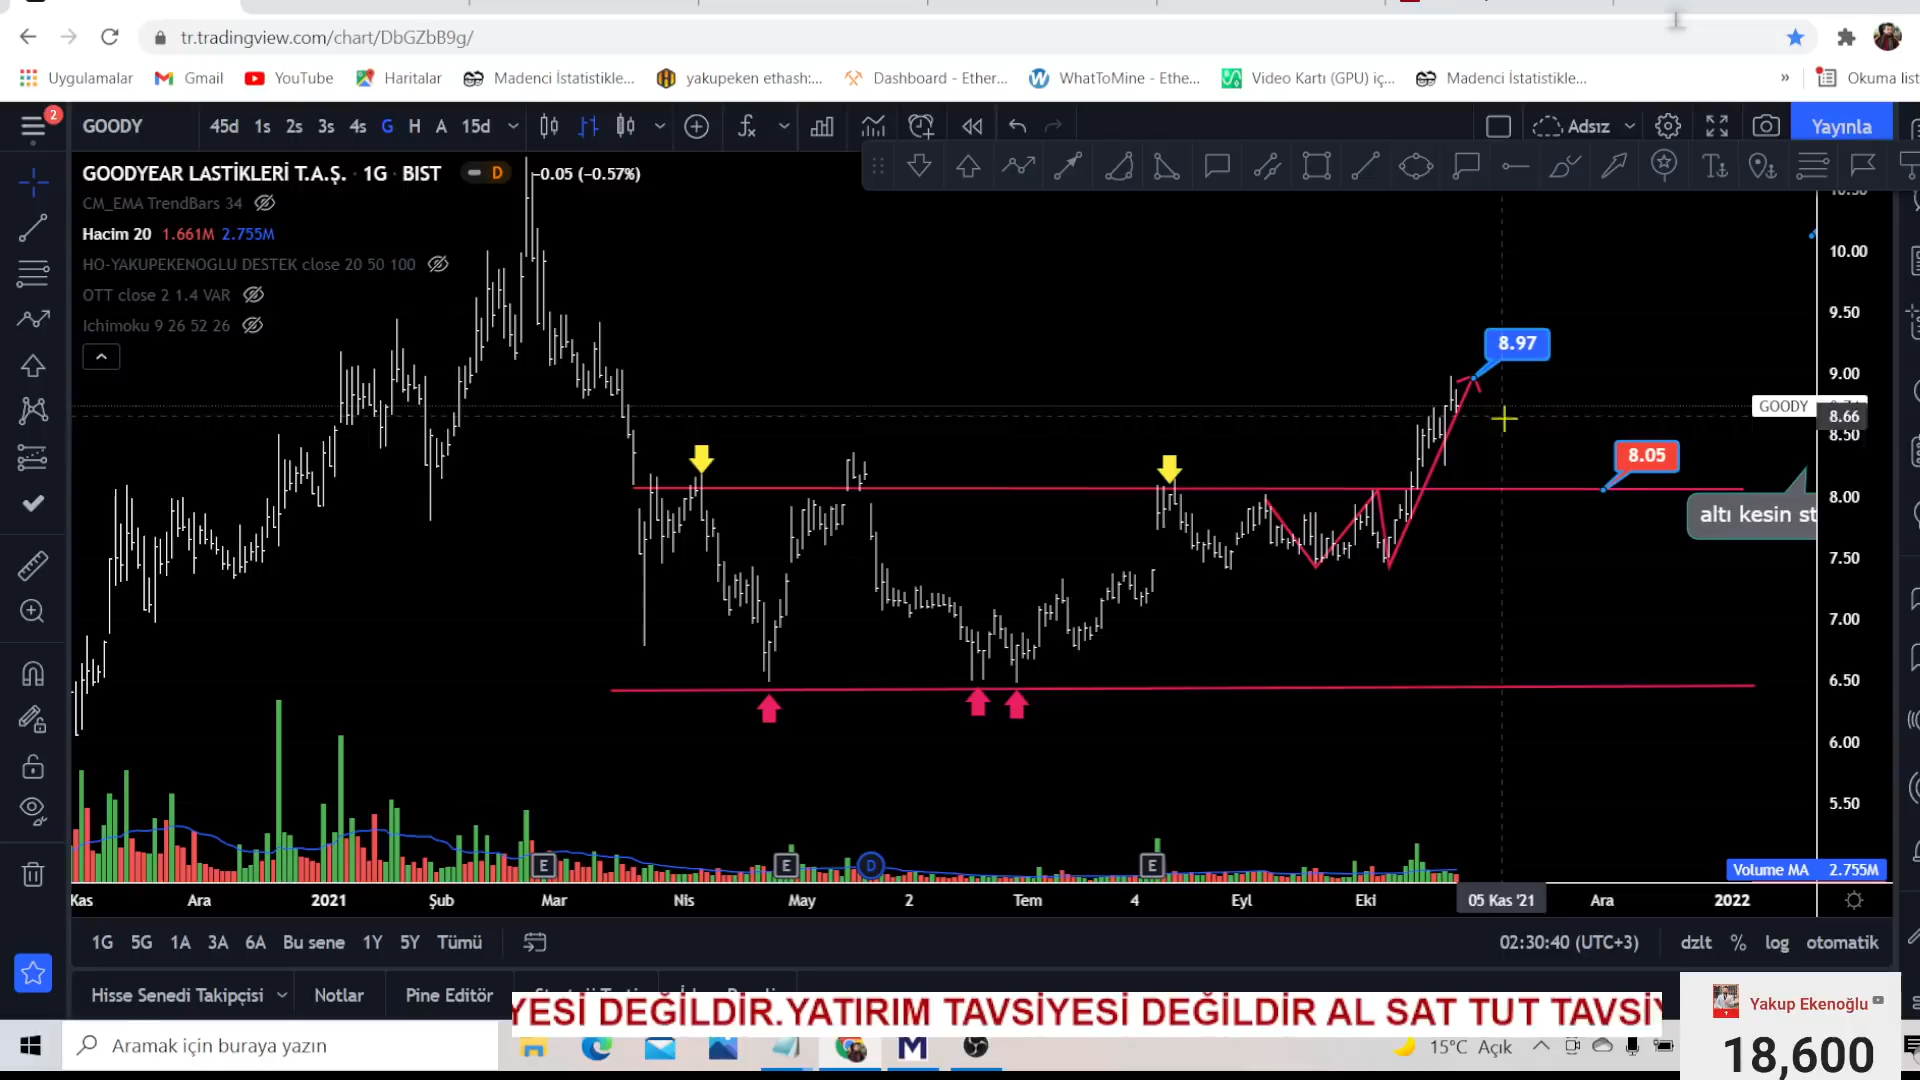 tr.tradingview.com/chart/DbGZbB9g/
Uygulamalar Gmail YouTube Haritalar Madenci İstatistikle... yakupeken ethash:... Dashboard - Ether... WhatToMine - Ethe... Video Kartı (GPU) iç... Madenci İstatistikle... » Okuma list
2 GOODY 45d 1s 2s 3s 4s G H A 15d Adsız Yayınla
GOODYEAR LASTİKLERİ T.A.Ş. · 1G · BIST D −0.05 (−0.57%)
CM_EMA TrendBars 34
Hacim 20 1.661M 2.755M
HO-YAKUPEKENOGLU DESTEK close 20 50 100
OTT close 2 1.4 VAR
Ichimoku 9 26 52 26
10.00
9.50
8.97
9.00
GOODY
8.66
8.50
8.05
8.00
altı kesin st
7.50
7.00
6.50
6.00
5.50
E E D E
Volume MA 2.755M
Kas Ara 2021 Şub Mar Nis May 2 Tem 4 Eyl Eki 05 Kas '21 Ara 2022
1G 5G 1A 3A 6A Bu sene 1Y 5Y Tümü 02:30:40 (UTC+3) dzlt % log otomatik
Hisse Senedi Takipçisi Notlar Pine Editör
YESİ DEĞİLDİR.YATIRIM TAVSİYESİ DEĞİLDİR AL SAT TUT TAVSİY
Yakup Ekenoğlu
18,600
Aramak için buraya yazın 15°C Açık